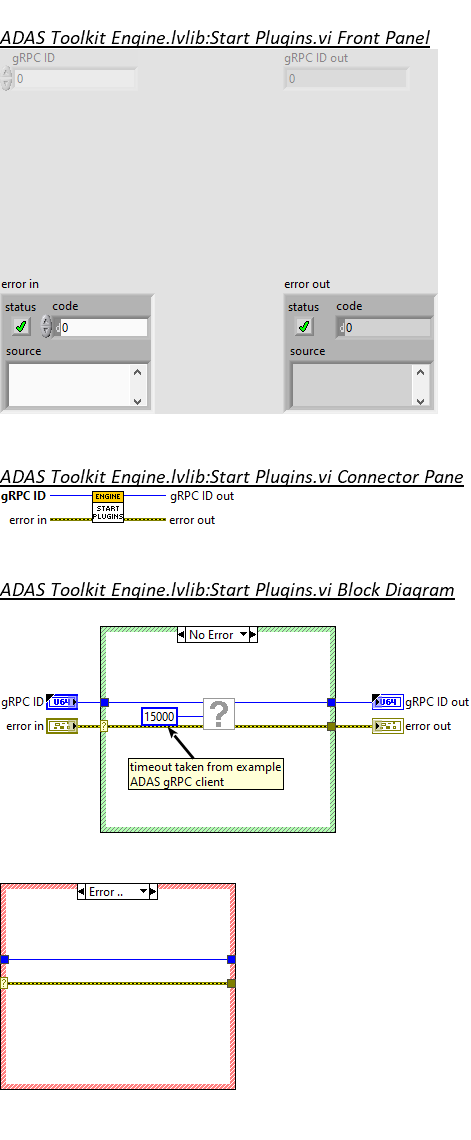 ADAS Toolkit Engine.lvlib:Start Plugins.vi Front Panel
gRPC ID
gRPC ID out
0
0
error in
error out
status code
status code
d 0
d 0
source
source
ADAS Toolkit Engine.lvlib:Start Plugins.vi Connector Pane
gRPC ID
ENGINE
START
PLUGINS
gRPC ID out
error in
error out
ADAS Toolkit Engine.lvlib:Start Plugins.vi Block Diagram
No Error
gRPC ID
U64
U64
gRPC ID out
15000
?
error in
?
error out
timeout taken from example
ADAS gRPC client
Error ..
?